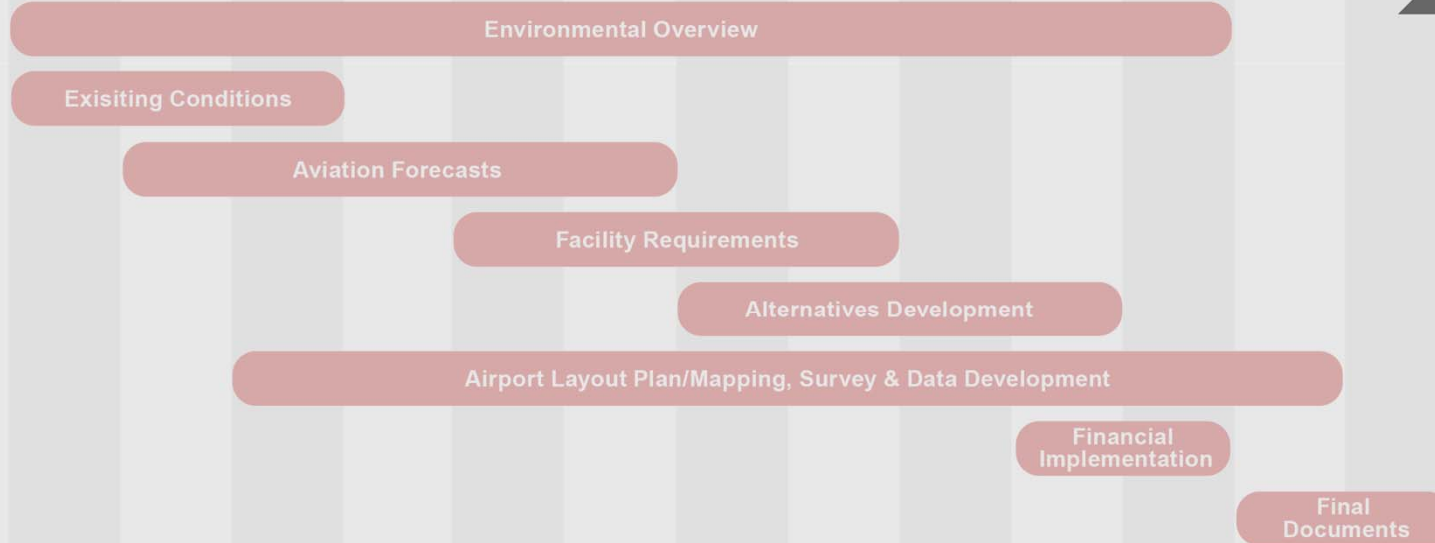 Environmental Overview
Exisiting Conditions
Aviation Forecasts
Facility Requirements
Alternatives Development
Airport Layout Plan/Mapping, Survey & Data Development
Financial
Implementation
Final
Documents